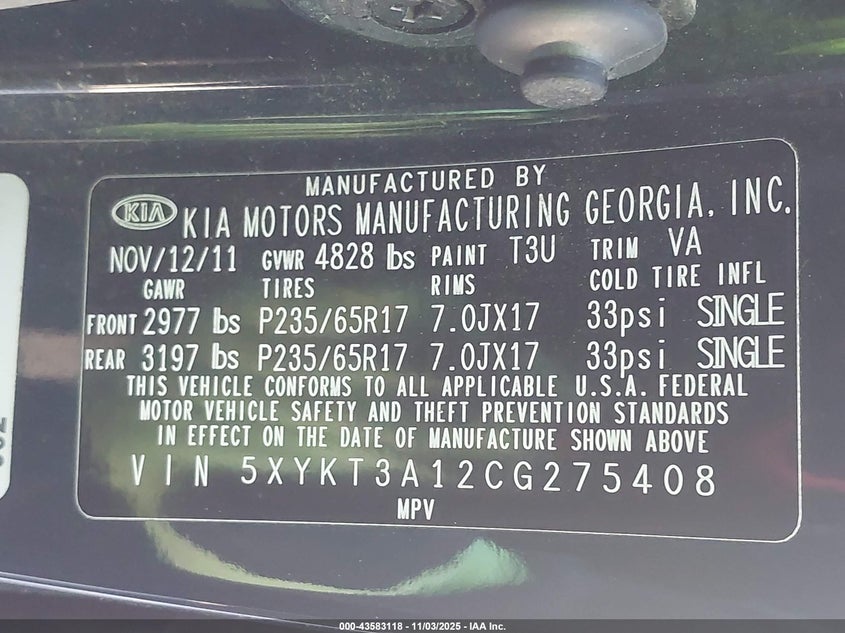 MANUFACTURED BY
KIA KIA MOTORS MANUFACTURING GEORGIA, INC.
NOV/12/11 GVWR 4828 lbs PAINT T3U TRIM VA
GAWR TIRES RIMS COLD TIRE INFL
FRONT 2977 lbs P235/65R17 7.0JX17 33psi SINGLE
REAR 3197 lbs P235/65R17 7.0JX17 33psi SINGLE
THIS VEHICLE CONFORMS TO ALL APPLICABLE U.S.A. FEDERAL
MOTOR VEHICLE SAFETY AND THEFT PREVENTION STANDARDS
IN EFFECT ON THE DATE OF MANUFACTURE SHOWN ABOVE
VIN 5XYKT3A12CG275408
MPV
000-43583118 - 11/03/2025 - IAA Inc.